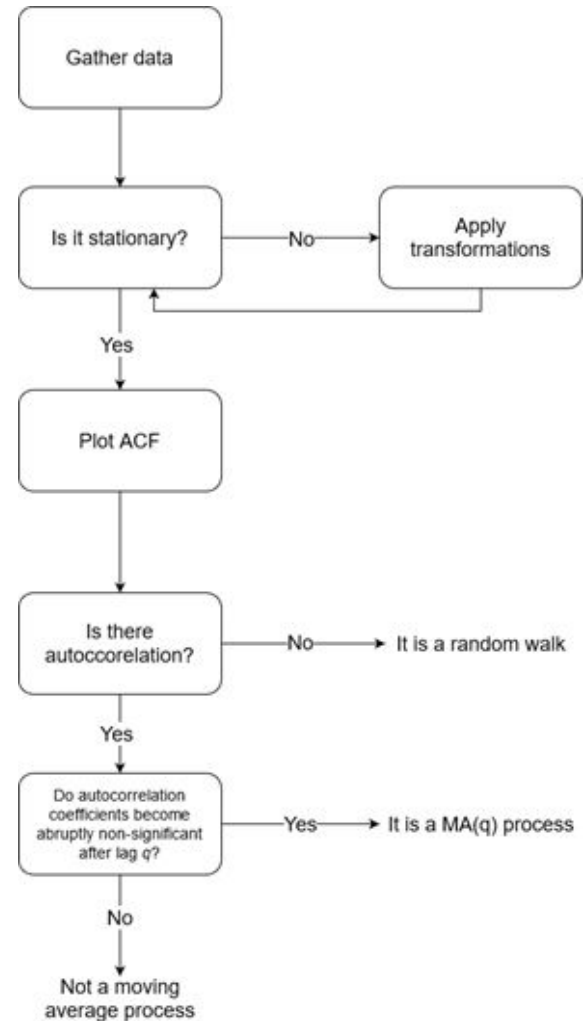 Gather data
Is it stationary?
No
Apply
transformations
Yes
Plot ACF
Is there
autoccorelation?
No
It is a random walk
Yes
Do autocorrelation
coefficients become
abruptly non-significant
after lag q?
Yes
It is a MA(q) process
No
Not a moving
average process